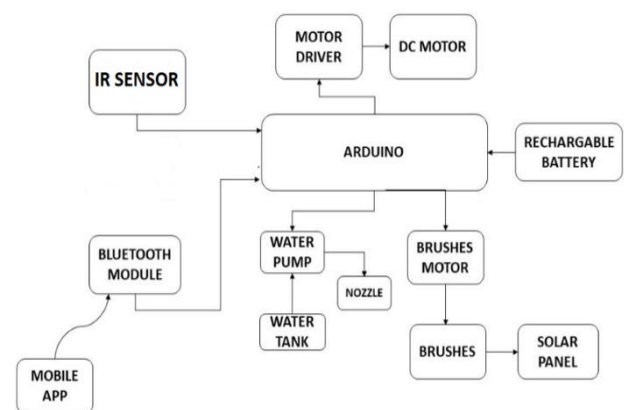 MOTOR
DRIVER
DC MOTOR
IR SENSOR
ARDUINO
RECHARGABLE
BATTERY
BLUETOOTH
MODULE
WATER
PUMP
NOZZLE
BRUSHES
MOTOR
WATER
TANK
BRUSHES
SOLAR
PANEL
MOBILE
APP